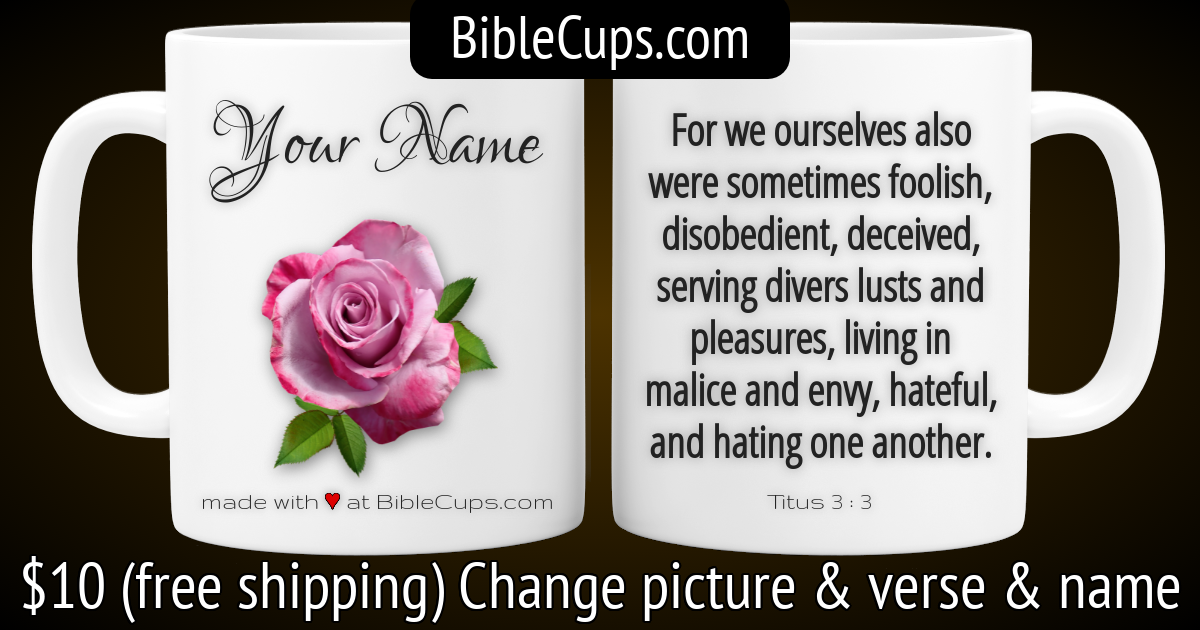 BibleCups.com
Your Name
made with ♥ at BibleCups.com
For we ourselves also
were sometimes foolish,
disobedient, deceived,
serving divers lusts and
pleasures, living in
malice and envy, hateful,
and hating one another.
Titus 3 : 3
$10 (free shipping) Change picture & verse & name